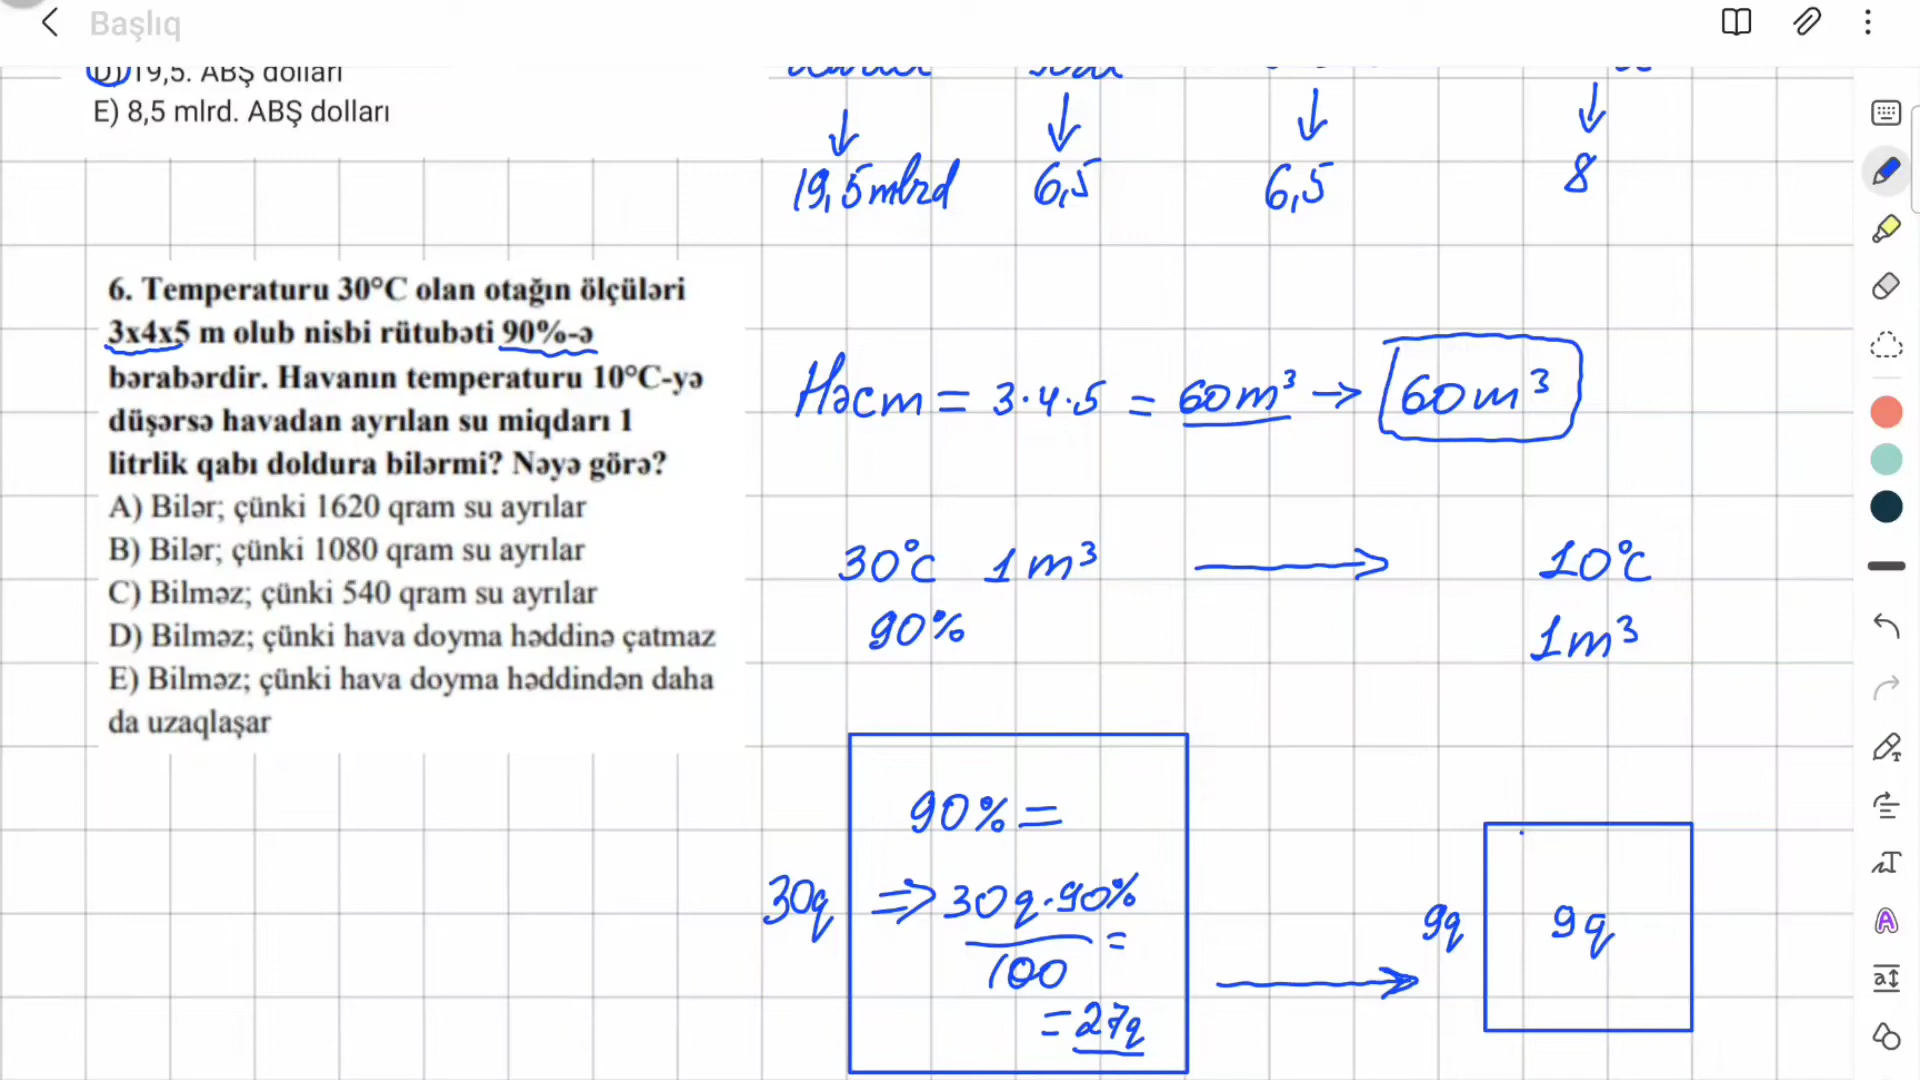 Başlıq
D) 19,5. ABŞ dolları
E) 8,5 mlrd. ABŞ dolları
19,5mlrd 6,5 6,5 8
6. Temperaturu 30°C olan otağın ölçüləri
3x4x5 m olub nisbi rütubəti 90%-ə
bərabərdir. Havanın temperaturu 10°C-yə
düşərsə havadan ayrılan su miqdarı 1
litrlik qabı doldura bilərmi? Nəyə görə?
A) Bilər; çünki 1620 qram su ayrılar
B) Bilər; çünki 1080 qram su ayrılar
C) Bilməz; çünki 540 qram su ayrılar
D) Bilməz; çünki hava doyma həddinə çatmaz
E) Bilməz; çünki hava doyma həddindən daha
da uzaqlaşar
Həcm = 3·4·5 = 60m³ → 60m³
30°C 1m³ → 10°C
90% 1m³
90% =
30q ⇒ 30q·90%
100 =
= 27q
9q 9q